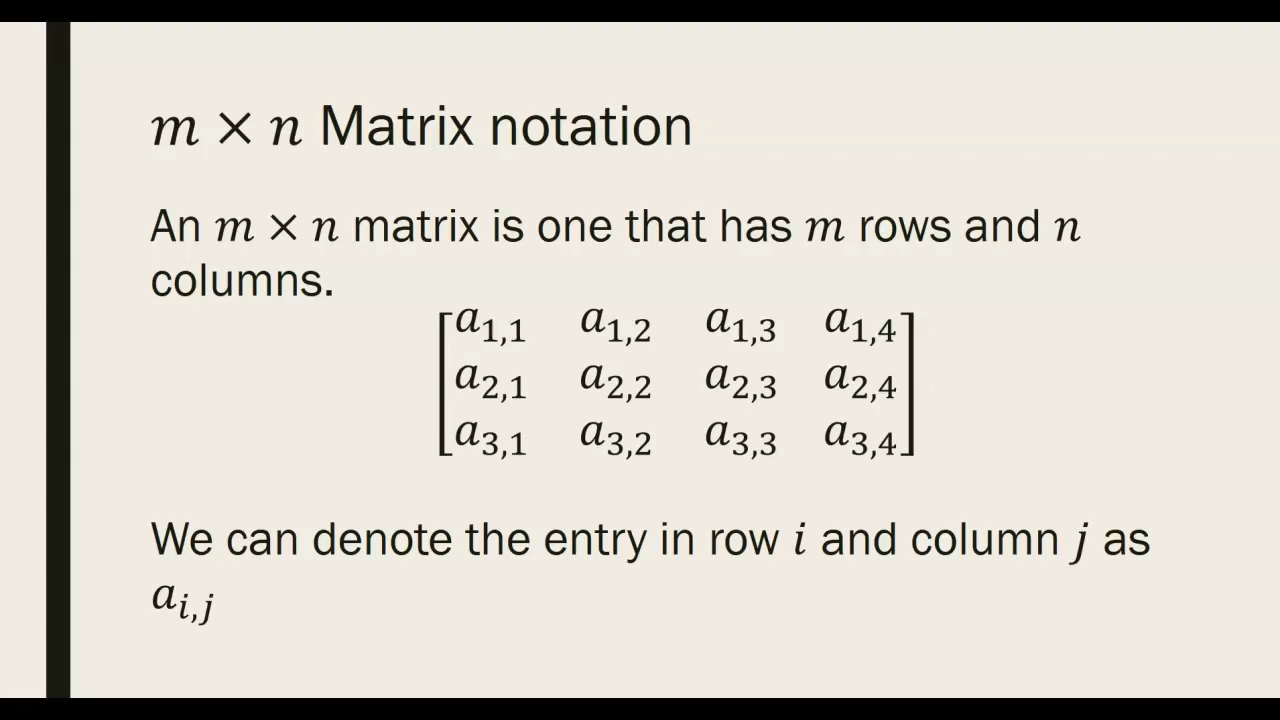 m × n Matrix notation
An m × n matrix is one that has m rows and n
columns.
[a₁,₁ a₁,₂ a₁,₃ a₁,₄
a₂,₁ a₂,₂ a₂,₃ a₂,₄
a₃,₁ a₃,₂ a₃,₃ a₃,₄]
We can denote the entry in row i and column j as
a_{i,j}